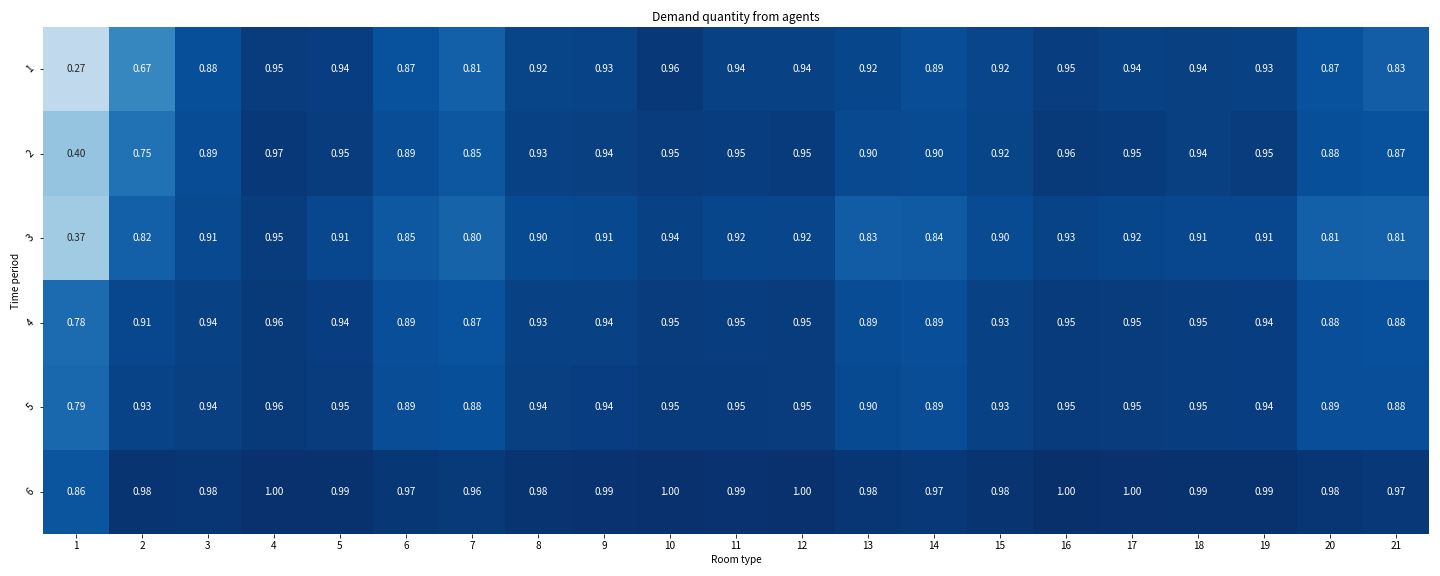 Demand quantity from agents
Time period
1 0.27 0.67 0.88 0.95 0.94 0.87 0.81 0.92 0.93 0.96 0.94 0.94 0.92 0.89 0.92 0.95 0.94 0.94 0.93 0.87 0.83
2 0.40 0.75 0.89 0.97 0.95 0.89 0.85 0.93 0.94 0.95 0.95 0.95 0.90 0.90 0.92 0.96 0.95 0.94 0.95 0.88 0.87
3 0.37 0.82 0.91 0.95 0.91 0.85 0.80 0.90 0.91 0.94 0.92 0.92 0.83 0.84 0.90 0.93 0.92 0.91 0.91 0.81 0.81
4 0.78 0.91 0.94 0.96 0.94 0.89 0.87 0.93 0.94 0.95 0.95 0.95 0.89 0.89 0.93 0.95 0.95 0.95 0.94 0.88 0.88
5 0.79 0.93 0.94 0.96 0.95 0.89 0.88 0.94 0.94 0.95 0.95 0.95 0.90 0.89 0.93 0.95 0.95 0.95 0.94 0.89 0.88
6 0.86 0.98 0.98 1.00 0.99 0.97 0.96 0.98 0.99 1.00 0.99 1.00 0.98 0.97 0.98 1.00 1.00 0.99 0.99 0.98 0.97
1 2 3 4 5 6 7 8 9 10 11 12 13 14 15 16 17 18 19 20 21
Room type